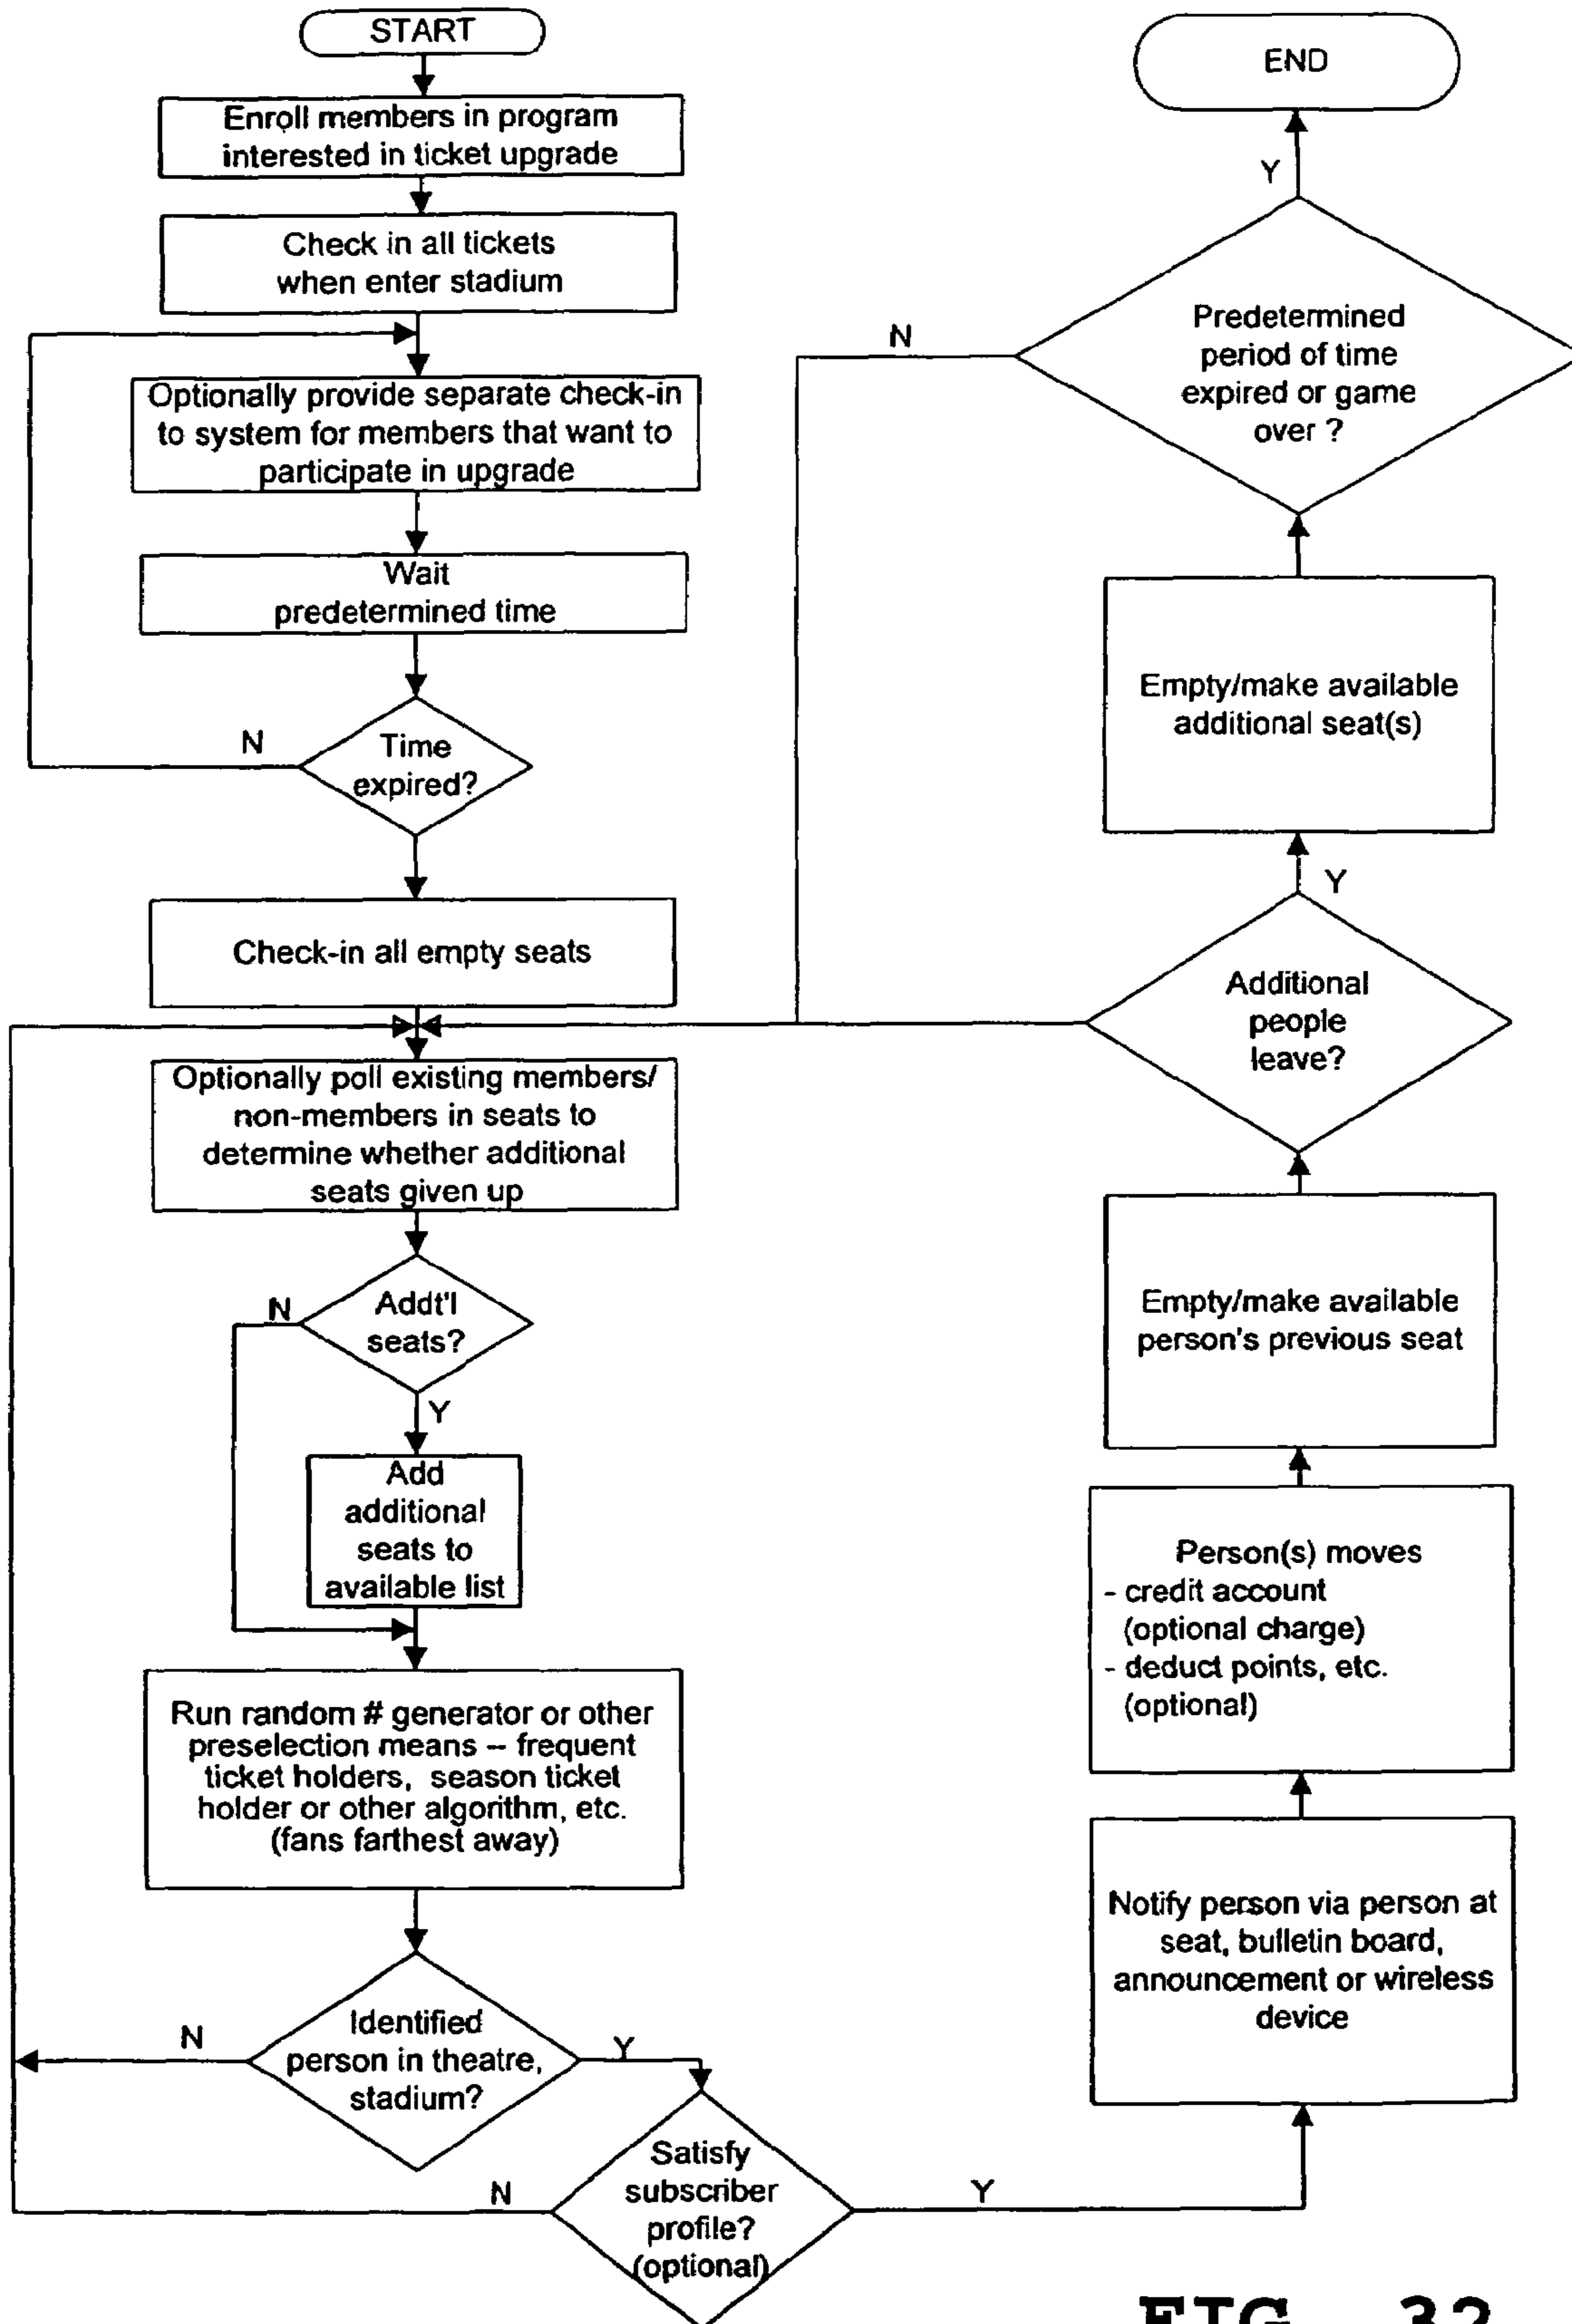 START
Enroll members in program
interested in ticket upgrade
Check in all tickets
when enter stadium
Optionally provide separate check-in
to system for members that want to
participate in upgrade
Wait
predetermined time
N
Time
expired?
Check-in all empty seats
Optionally poll existing members/
non-members in seats to
determine whether additional
seats given up
N
Addt'l
seats?
Y
Add
additional
seats to
available list
Run random # generator or other
preselection means -- frequent
ticket holders, season ticket
holder or other algorithm, etc.
(fans farthest away)
N
Identified
person in theatre,
stadium?
Y
N
Satisfy
subscriber
profile?
(optional)
Y
Notify person via person at
seat, bulletin board,
announcement or wireless
device
Person(s) moves
- credit account
(optional charge)
- deduct points, etc.
(optional)
Empty/make available
person's previous seat
Additional
people
leave?
Y
Empty/make available
additional seat(s)
Predetermined
period of time
expired or game
over ?
N
Y
END
FIG. 32